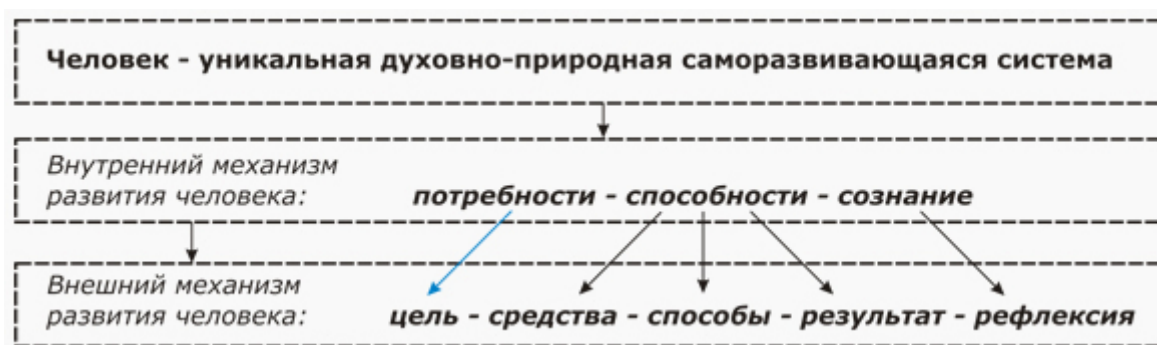 Человек - уникальная духовно-природная саморазвивающаяся система
Внутренний механизм
развития человека: потребности - способности - сознание
Внешний механизм
развития человека: цель - средства - способы - результат - рефлексия